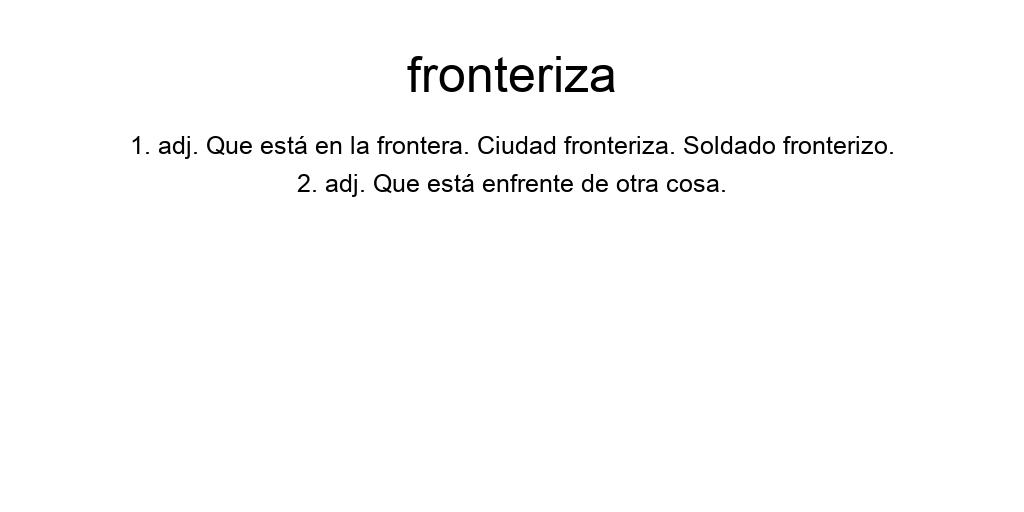 fronteriza
1. adj. Que está en la frontera. Ciudad fronteriza. Soldado fronterizo.
2. adj. Que está enfrente de otra cosa.